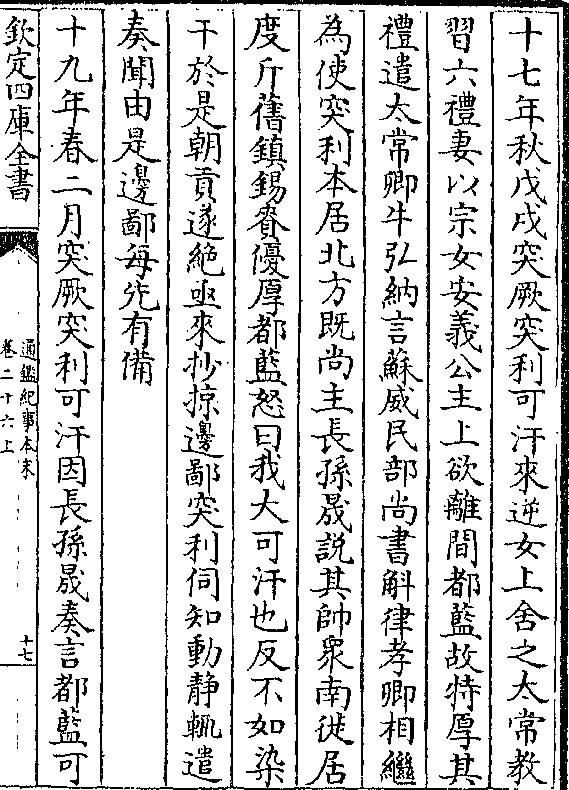 十七年秋戊戌突厥突利可汗來逆女上舍之太常教
習六禮妻以宗女安義公主上欲離間都藍故特厚其
禮遣太常卿牛弘納言蘇威民部尚書斛律孝卿相繼
為使突利本居北方既尚主長孫晟説其帥衆南徙居
度斤舊鎮錫賚優厚都藍怒曰我大可汗也反不如染
干於是朝貢遂絶亟來抄掠邊鄙突利伺知動靜輒遣
奏聞由是邊鄙每先有備
十九年春二月突厥突利可汗因長孫晟奏言都藍可
欽定四庫全書
通鑑紀事本末
卷二十六上
十七